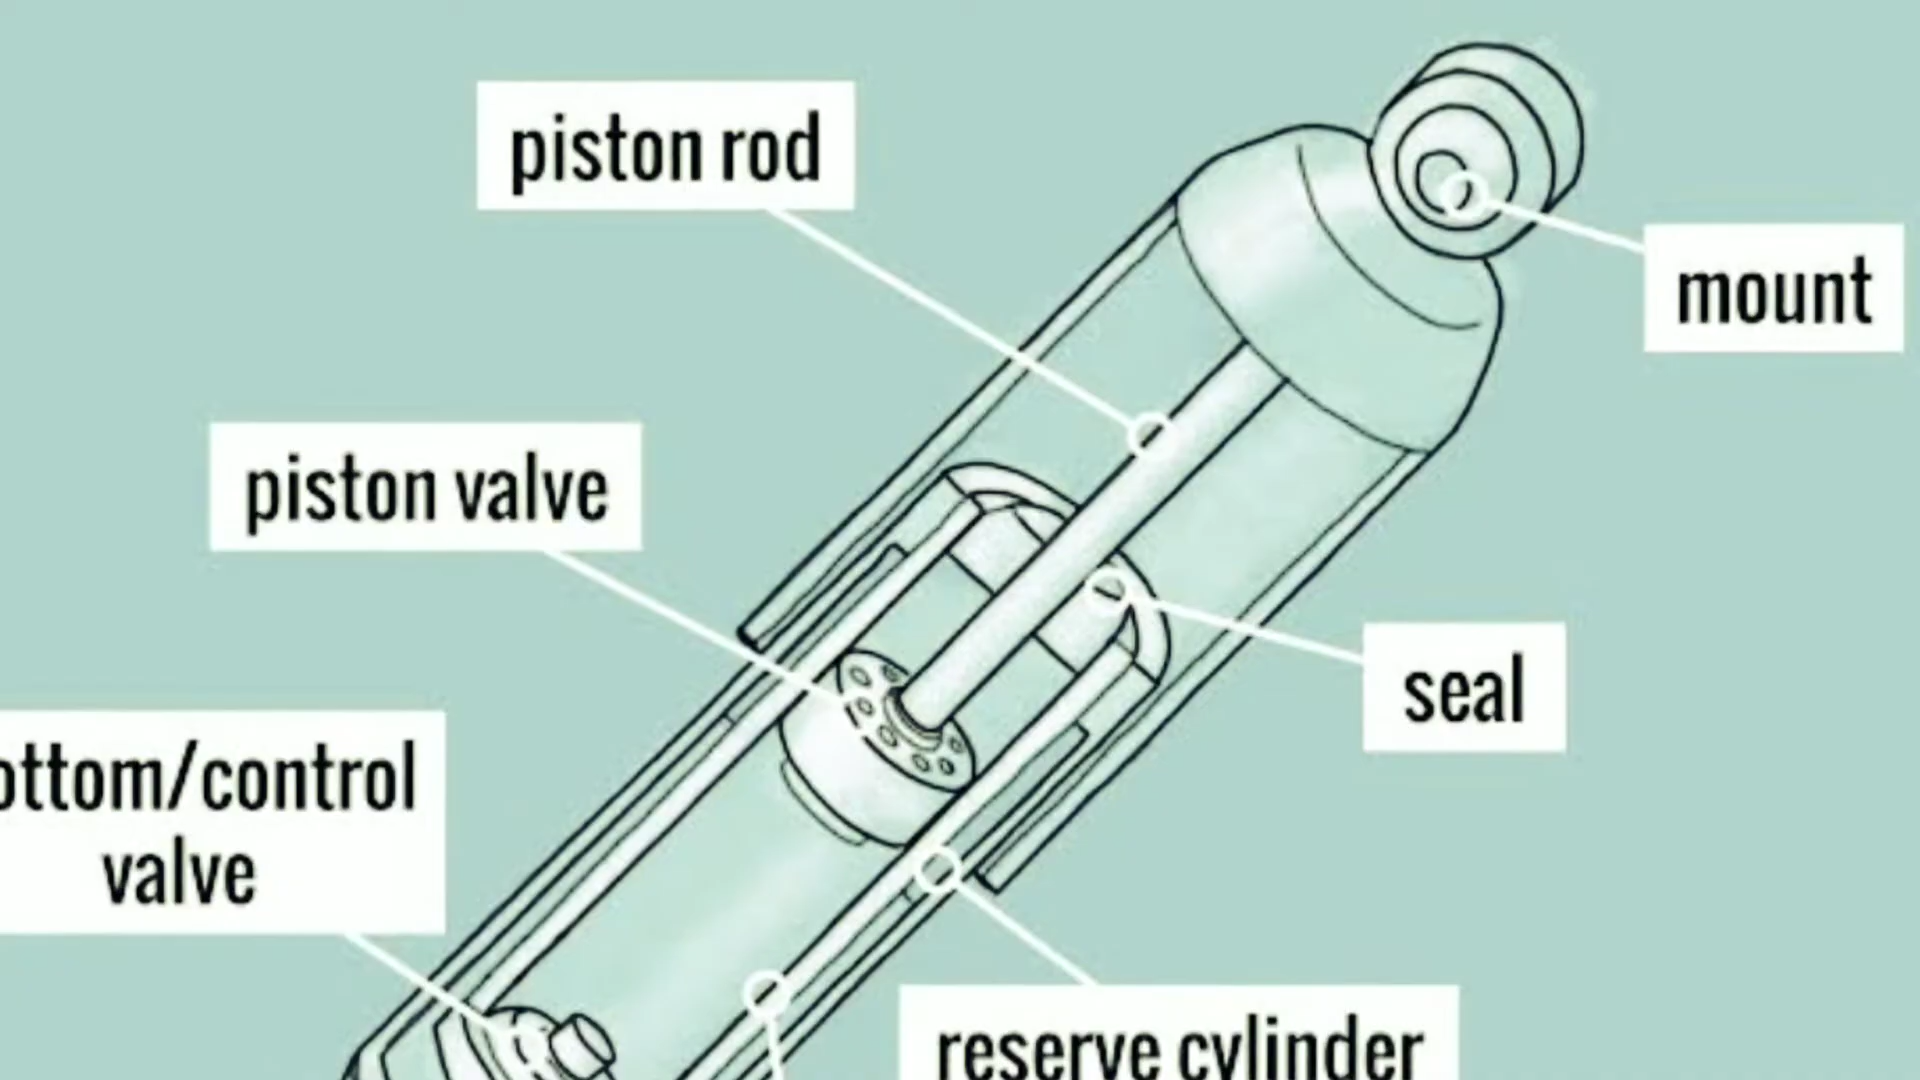 piston rod
mount
piston valve
seal
ottom/control
valve
reserve cylinder